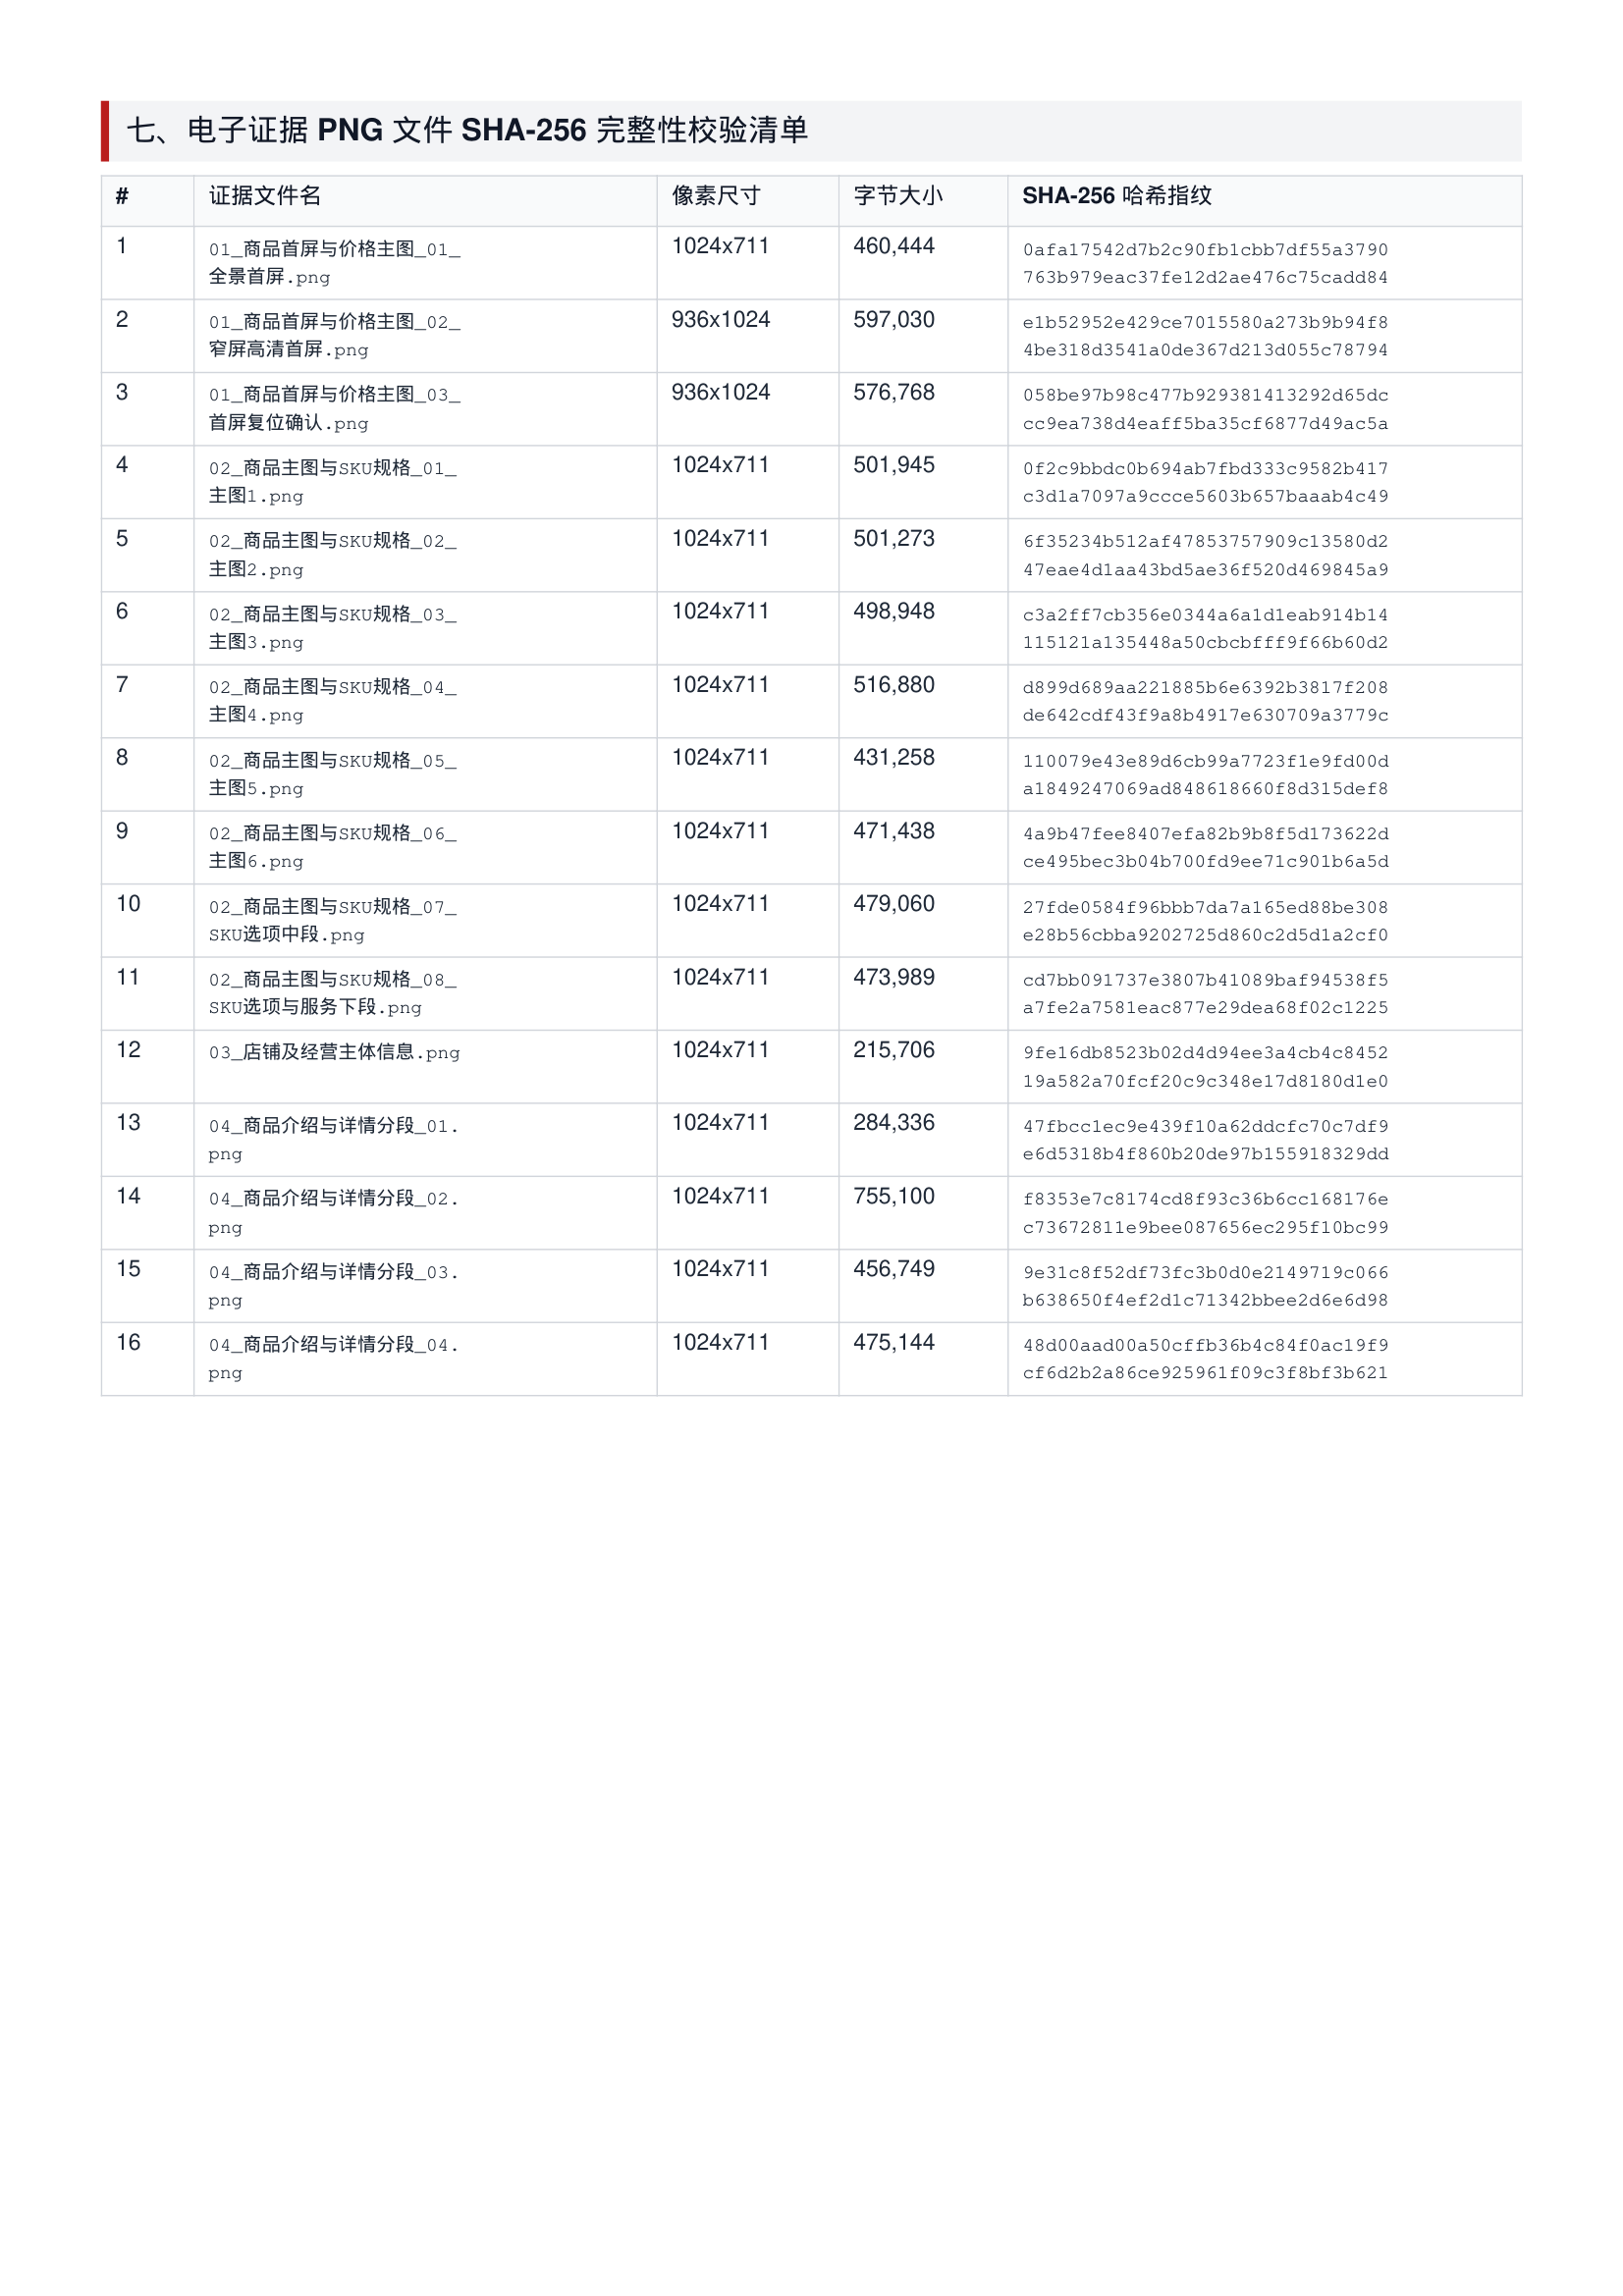 七、电子证据 PNG 文件 SHA-256 完整性校验清单
# 证据文件名 像素尺寸 字节大小 SHA-256 哈希指纹
1 01_商品首屏与价格主图_01_ 1024x711 460,444 0afa17542d7b2c90fb1cbb7df55a3790
全景首屏.png 763b979eac37fe12d2ae476c75cadd84
2 01_商品首屏与价格主图_02_ 936x1024 597,030 e1b52952e429ce7015580a273b9b94f8
窄屏高清首屏.png 4be318d3541a0de367d213d055c78794
3 01_商品首屏与价格主图_03_ 936x1024 576,768 058be97b98c477b929381413292d65dc
首屏复位确认.png cc9ea738d4eaff5ba35cf6877d49ac5a
4 02_商品主图与SKU规格_01_ 1024x711 501,945 0f2c9bbdc0b694ab7fbd333c9582b417
主图1.png c3d1a7097a9ccce5603b657baaab4c49
5 02_商品主图与SKU规格_02_ 1024x711 501,273 6f35234b512af47853757909c13580d2
主图2.png 47eae4d1aa43bd5ae36f520d469845a9
6 02_商品主图与SKU规格_03_ 1024x711 498,948 c3a2ff7cb356e0344a6a1d1eab914b14
主图3.png 115121a135448a50cbcbfff9f66b60d2
7 02_商品主图与SKU规格_04_ 1024x711 516,880 d899d689aa221885b6e6392b3817f208
主图4.png de642cdf43f9a8b4917e630709a3779c
8 02_商品主图与SKU规格_05_ 1024x711 431,258 110079e43e89d6cb99a7723f1e9fd00d
主图5.png a1849247069ad848618660f8d315def8
9 02_商品主图与SKU规格_06_ 1024x711 471,438 4a9b47fee8407efa82b9b8f5d173622d
主图6.png ce495bec3b04b700fd9ee71c901b6a5d
10 02_商品主图与SKU规格_07_ 1024x711 479,060 27fde0584f96bbb7da7a165ed88be308
SKU选项中段.png e28b56cbba9202725d860c2d5d1a2cf0
11 02_商品主图与SKU规格_08_ 1024x711 473,989 cd7bb091737e3807b41089baf94538f5
SKU选项与服务下段.png a7fe2a7581eac877e29dea68f02c1225
12 03_店铺及经营主体信息.png 1024x711 215,706 9fe16db8523b02d4d94ee3a4cb4c8452
19a582a70fcf20c9c348e17d8180d1e0
13 04_商品介绍与详情分段_01. 1024x711 284,336 47fbcc1ec9e439f10a62ddcfc70c7df9
png e6d5318b4f860b20de97b155918329dd
14 04_商品介绍与详情分段_02. 1024x711 755,100 f8353e7c8174cd8f93c36b6cc168176e
png c73672811e9bee087656ec295f10bc99
15 04_商品介绍与详情分段_03. 1024x711 456,749 9e31c8f52df73fc3b0d0e2149719c066
png b638650f4ef2d1c71342bbee2d6e6d98
16 04_商品介绍与详情分段_04. 1024x711 475,144 48d00aad00a50cffb36b4c84f0ac19f9
png cf6d2b2a86ce925961f09c3f8bf3b621